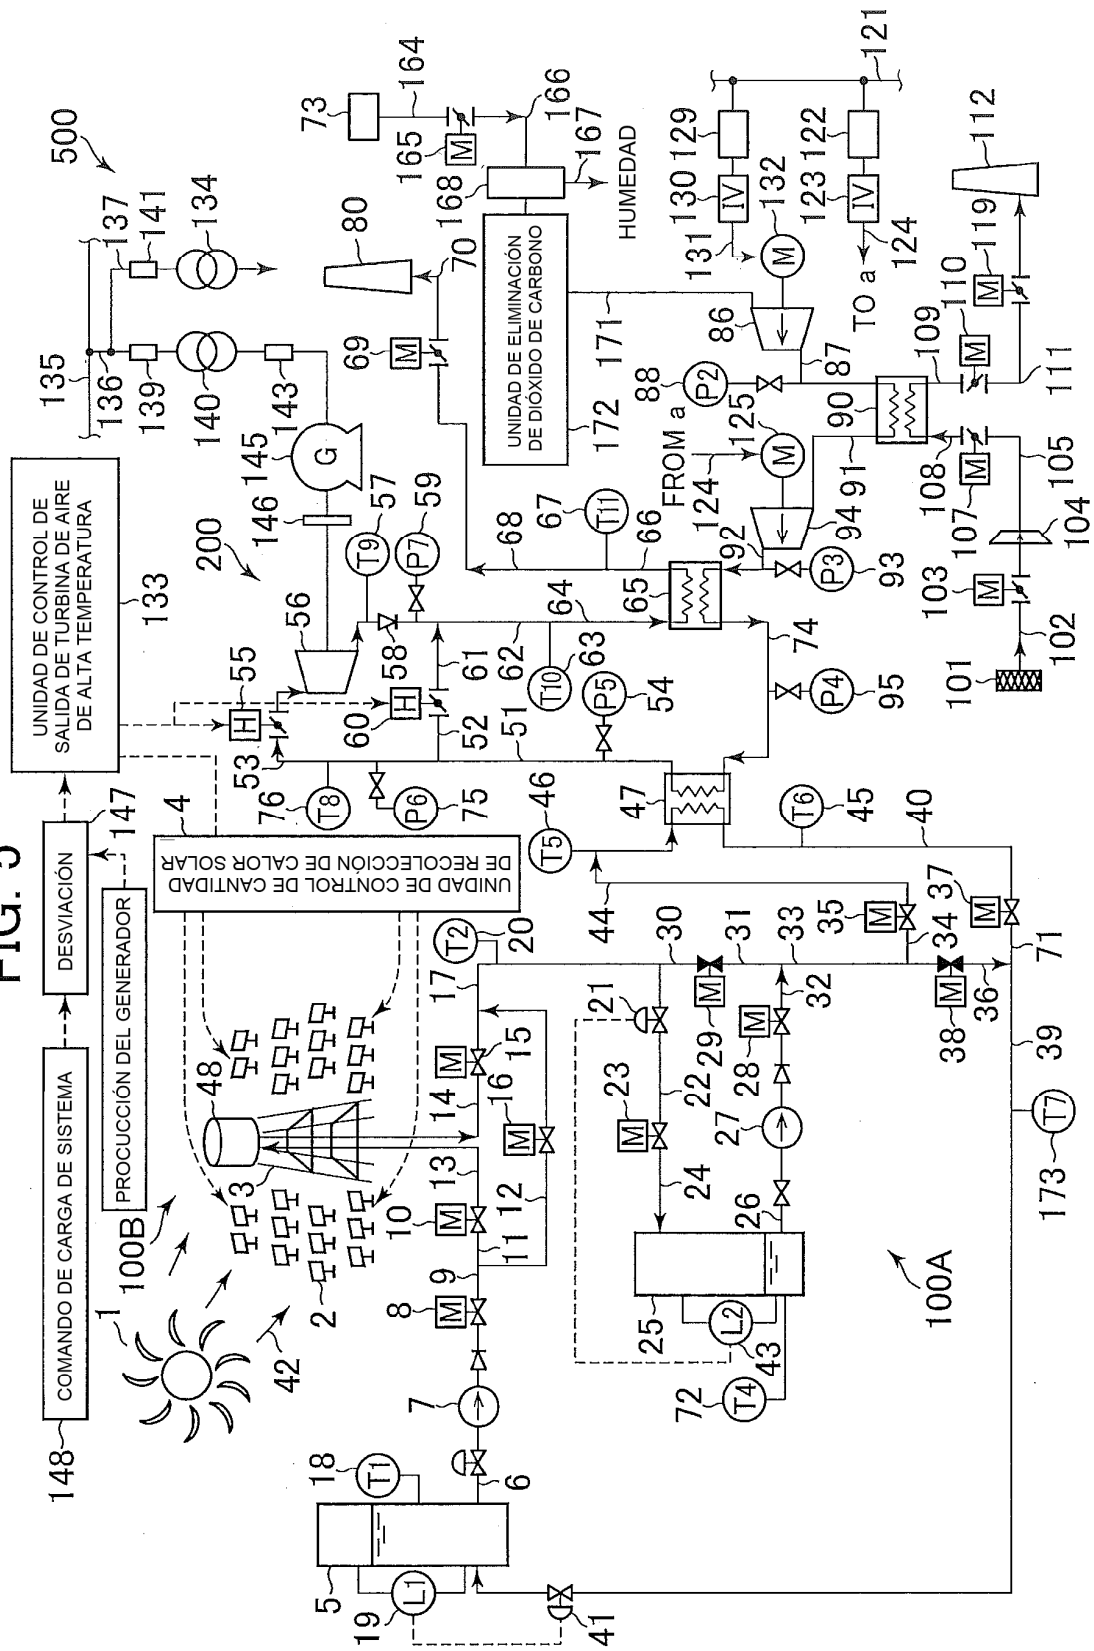 FIG. 5
COMANDO DE CARGA DE SISTEMA
148
DESVIACIÓN
147
PROCUCCIÓN DEL GENERADOR
UNIDAD DE CONTROL DE
SALIDA DE TURBINA DE AIRE
DE ALTA TEMPERATURA
133
UNIDAD DE CONTROL DE CANTIDAD
DE RECOLECCIÓN DE CALOR SOLAR
4
1
42
100B
2
3
48
5
L1
19
T1
18
41
6
7
M
8
9
M
10
11
12
13
14
M
15
M
16
17
T2
20
21
22
M
23
24
25
L2
43
T4
72
26
27
M
28
M
29
30
31
32
33
34
M
35
36
M
37
M
38
39
71
40
T7
173
T6
45
44
T5
46
47
100A
51
52
53
P5
54
H
55
56
T9
57
58
P7
59
H
60
61
62
T10
63
64
65
66
T11
67
68
M
69
70
80
P6
75
T8
76
74
P4
95
200
500
135
136
137
139
140
141
134
143
G
145
146
73
164
M
165
166
167
168
HUMEDAD
UNIDAD DE ELIMINACIÓN
DE DIÓXIDO DE CARBONO
171
172
86
87
P2
88
90
91
92
P3
93
94
FROM a
124
M
125
M
132
131
IV
130
129
IV
123
122
121
124
TO a
101
102
M
103
104
105
M
107
108
109
M
110
111
112
M
119